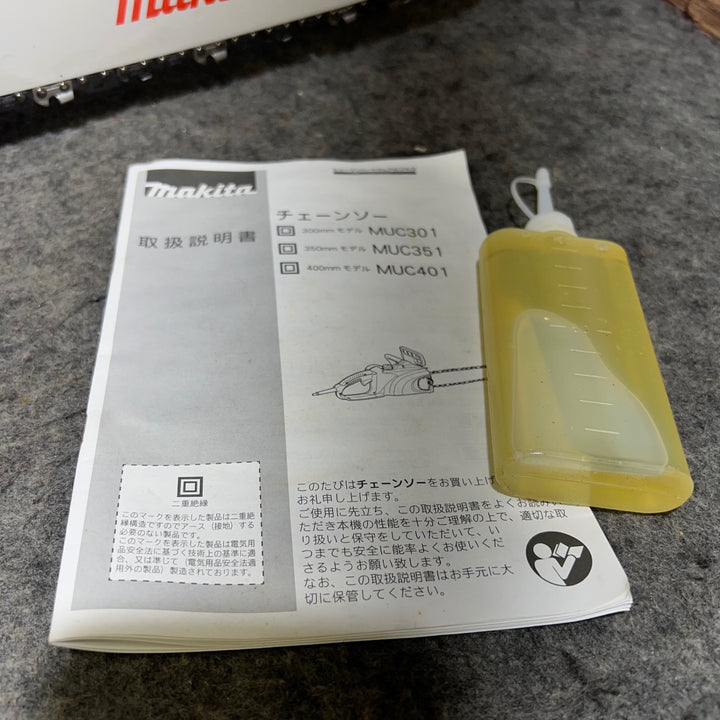 makita
取扱説明書
チェーンソー
300mm モデル MUC301
350mm モデル MUC351
400mm モデル MUC401
二重絶縁
このマークを表示した製品は二重絶
縁構造ですのでアース（接地）する
必要のない製品です。
このマークを表示した製品は電気用
品安全法に基づく技術上の基準に適
合、又は準じて（電気用品安全法適
用外の製品）製造されております。
このたびはチェーンソーをお買い上げ
お礼申し上げます。
ご使用に先立ち、この取扱説明書をよくお読みい
ただき本機の性能を十分ご理解の上で、適切な取
り扱いと保守をしていただいて、い
つまでも安全に能率よくお使いくだ
さるようお願い致します。
なお、この取扱説明書はお手元に大
切に保管してください。